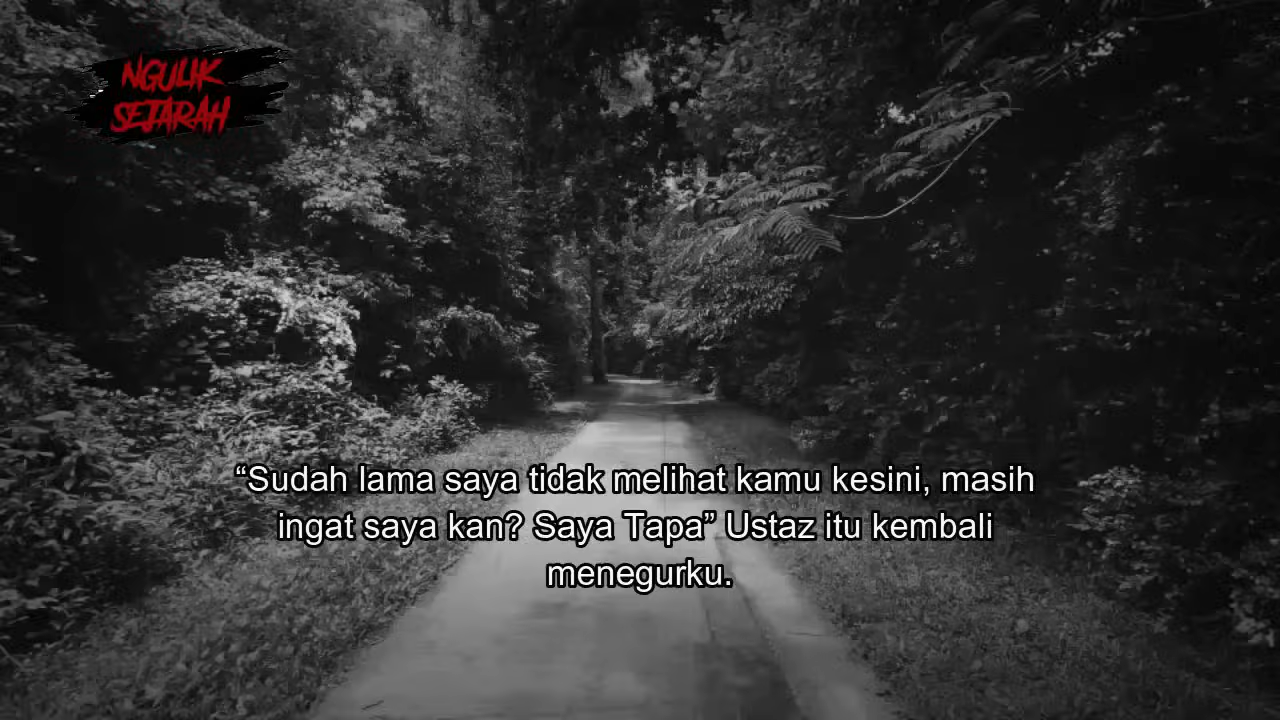 NGULIK
SEJARAH
“Sudah lama saya tidak melihat kamu kesini, masih
ingat saya kan? Saya Tapa” Ustaz itu kembali
menegurku.